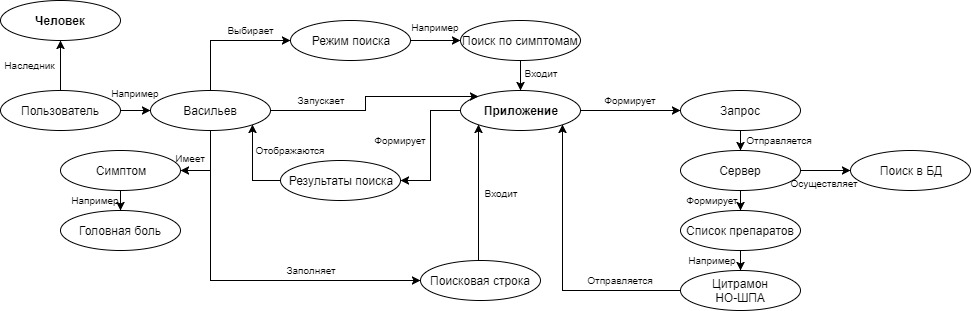 Человек
Выбирает
Режим поиска
Например
Поиск по симптомам
Наследник
Входит
Пользователь
Например
Васильев
Запускает
Приложение
Формирует
Запрос
Формирует
Отправляется
Отображаются
Имеет
Симптом
Результаты поиска
Входит
Сервер
Осуществляет
Поиск в БД
Например
Формирует
Головная боль
Список препаратов
Например
Заполняет
Поисковая строка
Отправляется
Цитрамон
НО-ШПА